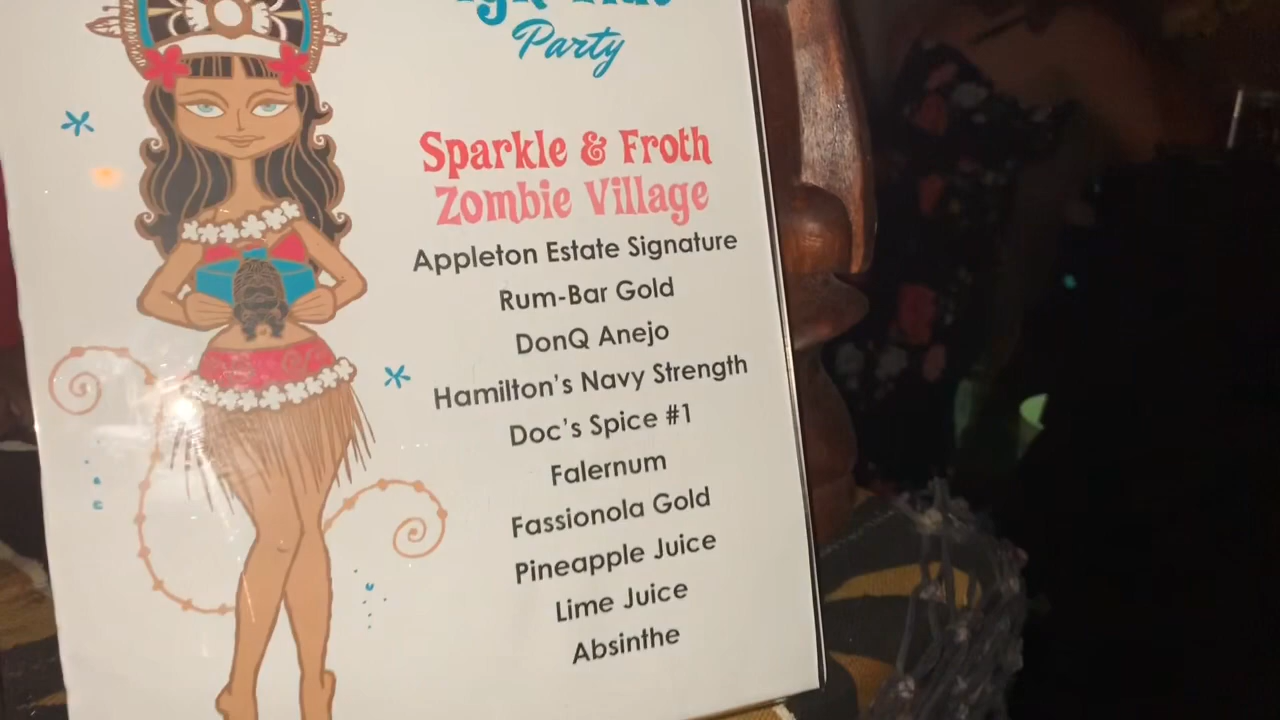 Party
Sparkle & Froth
Zombie Village
Appleton Estate Signature
Rum-Bar Gold
DonQ Anejo
Hamilton's Navy Strength
Doc's Spice #1
Falernum
Fassionola Gold
Pineapple Juice
Lime Juice
Absinthe